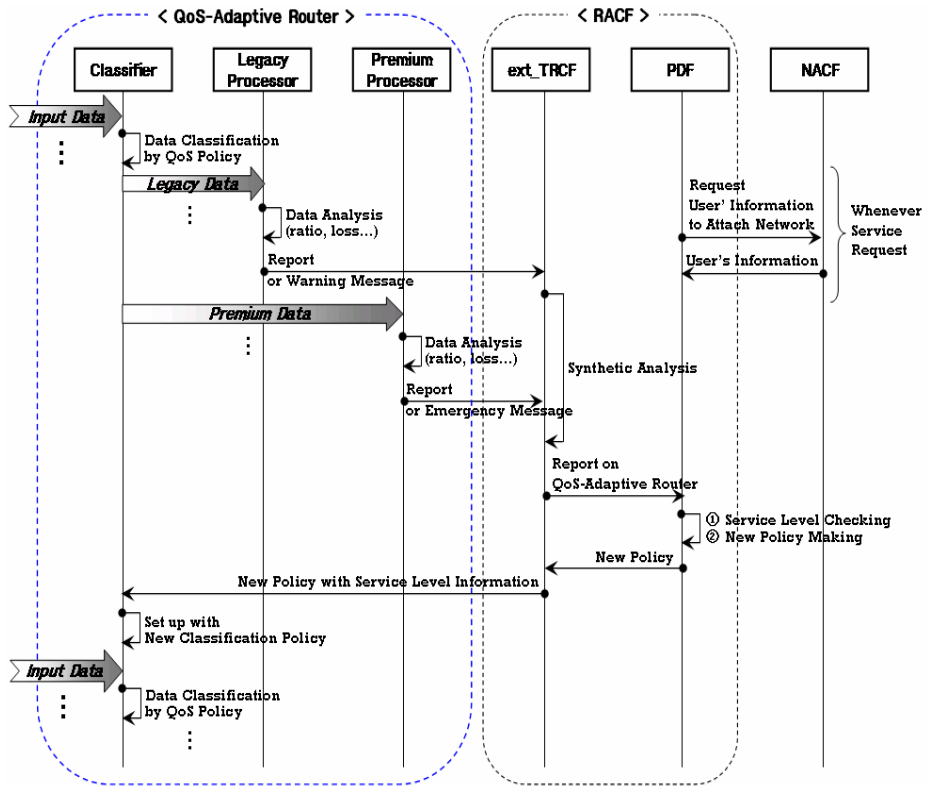 < QoS-Adaptive Router >
< RACF >
Classifier
Legacy
Processor
Premium
Processor
ext_TRCF
PDF
NACF
Input Data
Data Classification
by QoS Policy
Legacy Data
Data Analysis
(ratio, loss...)
Request
User' Information
to Attach Network
Whenever
Service
Request
User's Information
Report
or Warning Message
Premium Data
Data Analysis
(ratio, loss...)
Synthetic Analysis
Report
or Emergency Message
Report on
QoS-Adaptive Router
① Service Level Checking
② New Policy Making
New Policy
New Policy with Service Level Information
Set up with
New Classification Policy
Input Data
Data Classification
by QoS Policy